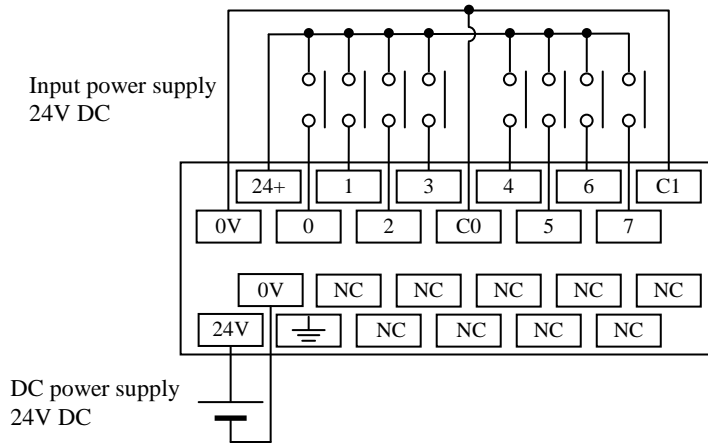 Input power supply
24V DC
24+ 1 3 4 6 C1
0V 0 2 C0 5 7
0V NC NC NC NC NC
24V NC NC NC NC
DC power supply
24V DC